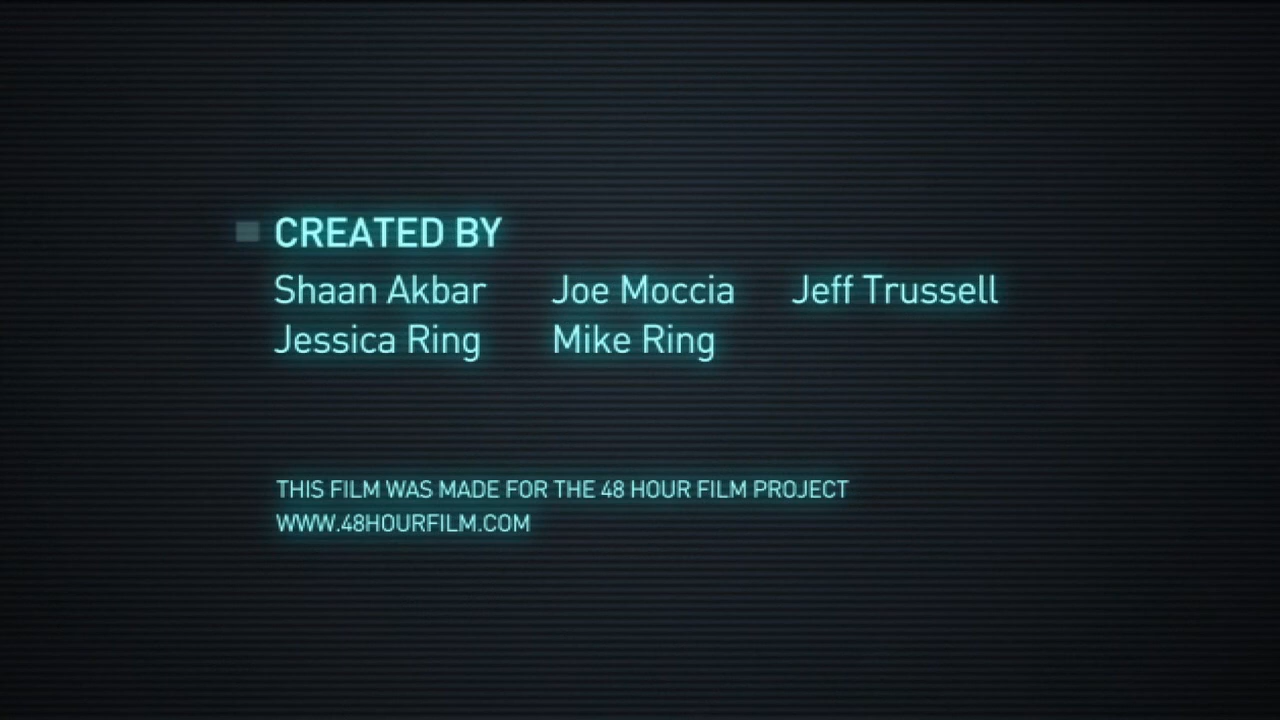 CREATED BY
Shaan Akbar Joe Moccia Jeff Trussell
Jessica Ring Mike Ring
THIS FILM WAS MADE FOR THE 48 HOUR FILM PROJECT
WWW.48HOURFILM.COM